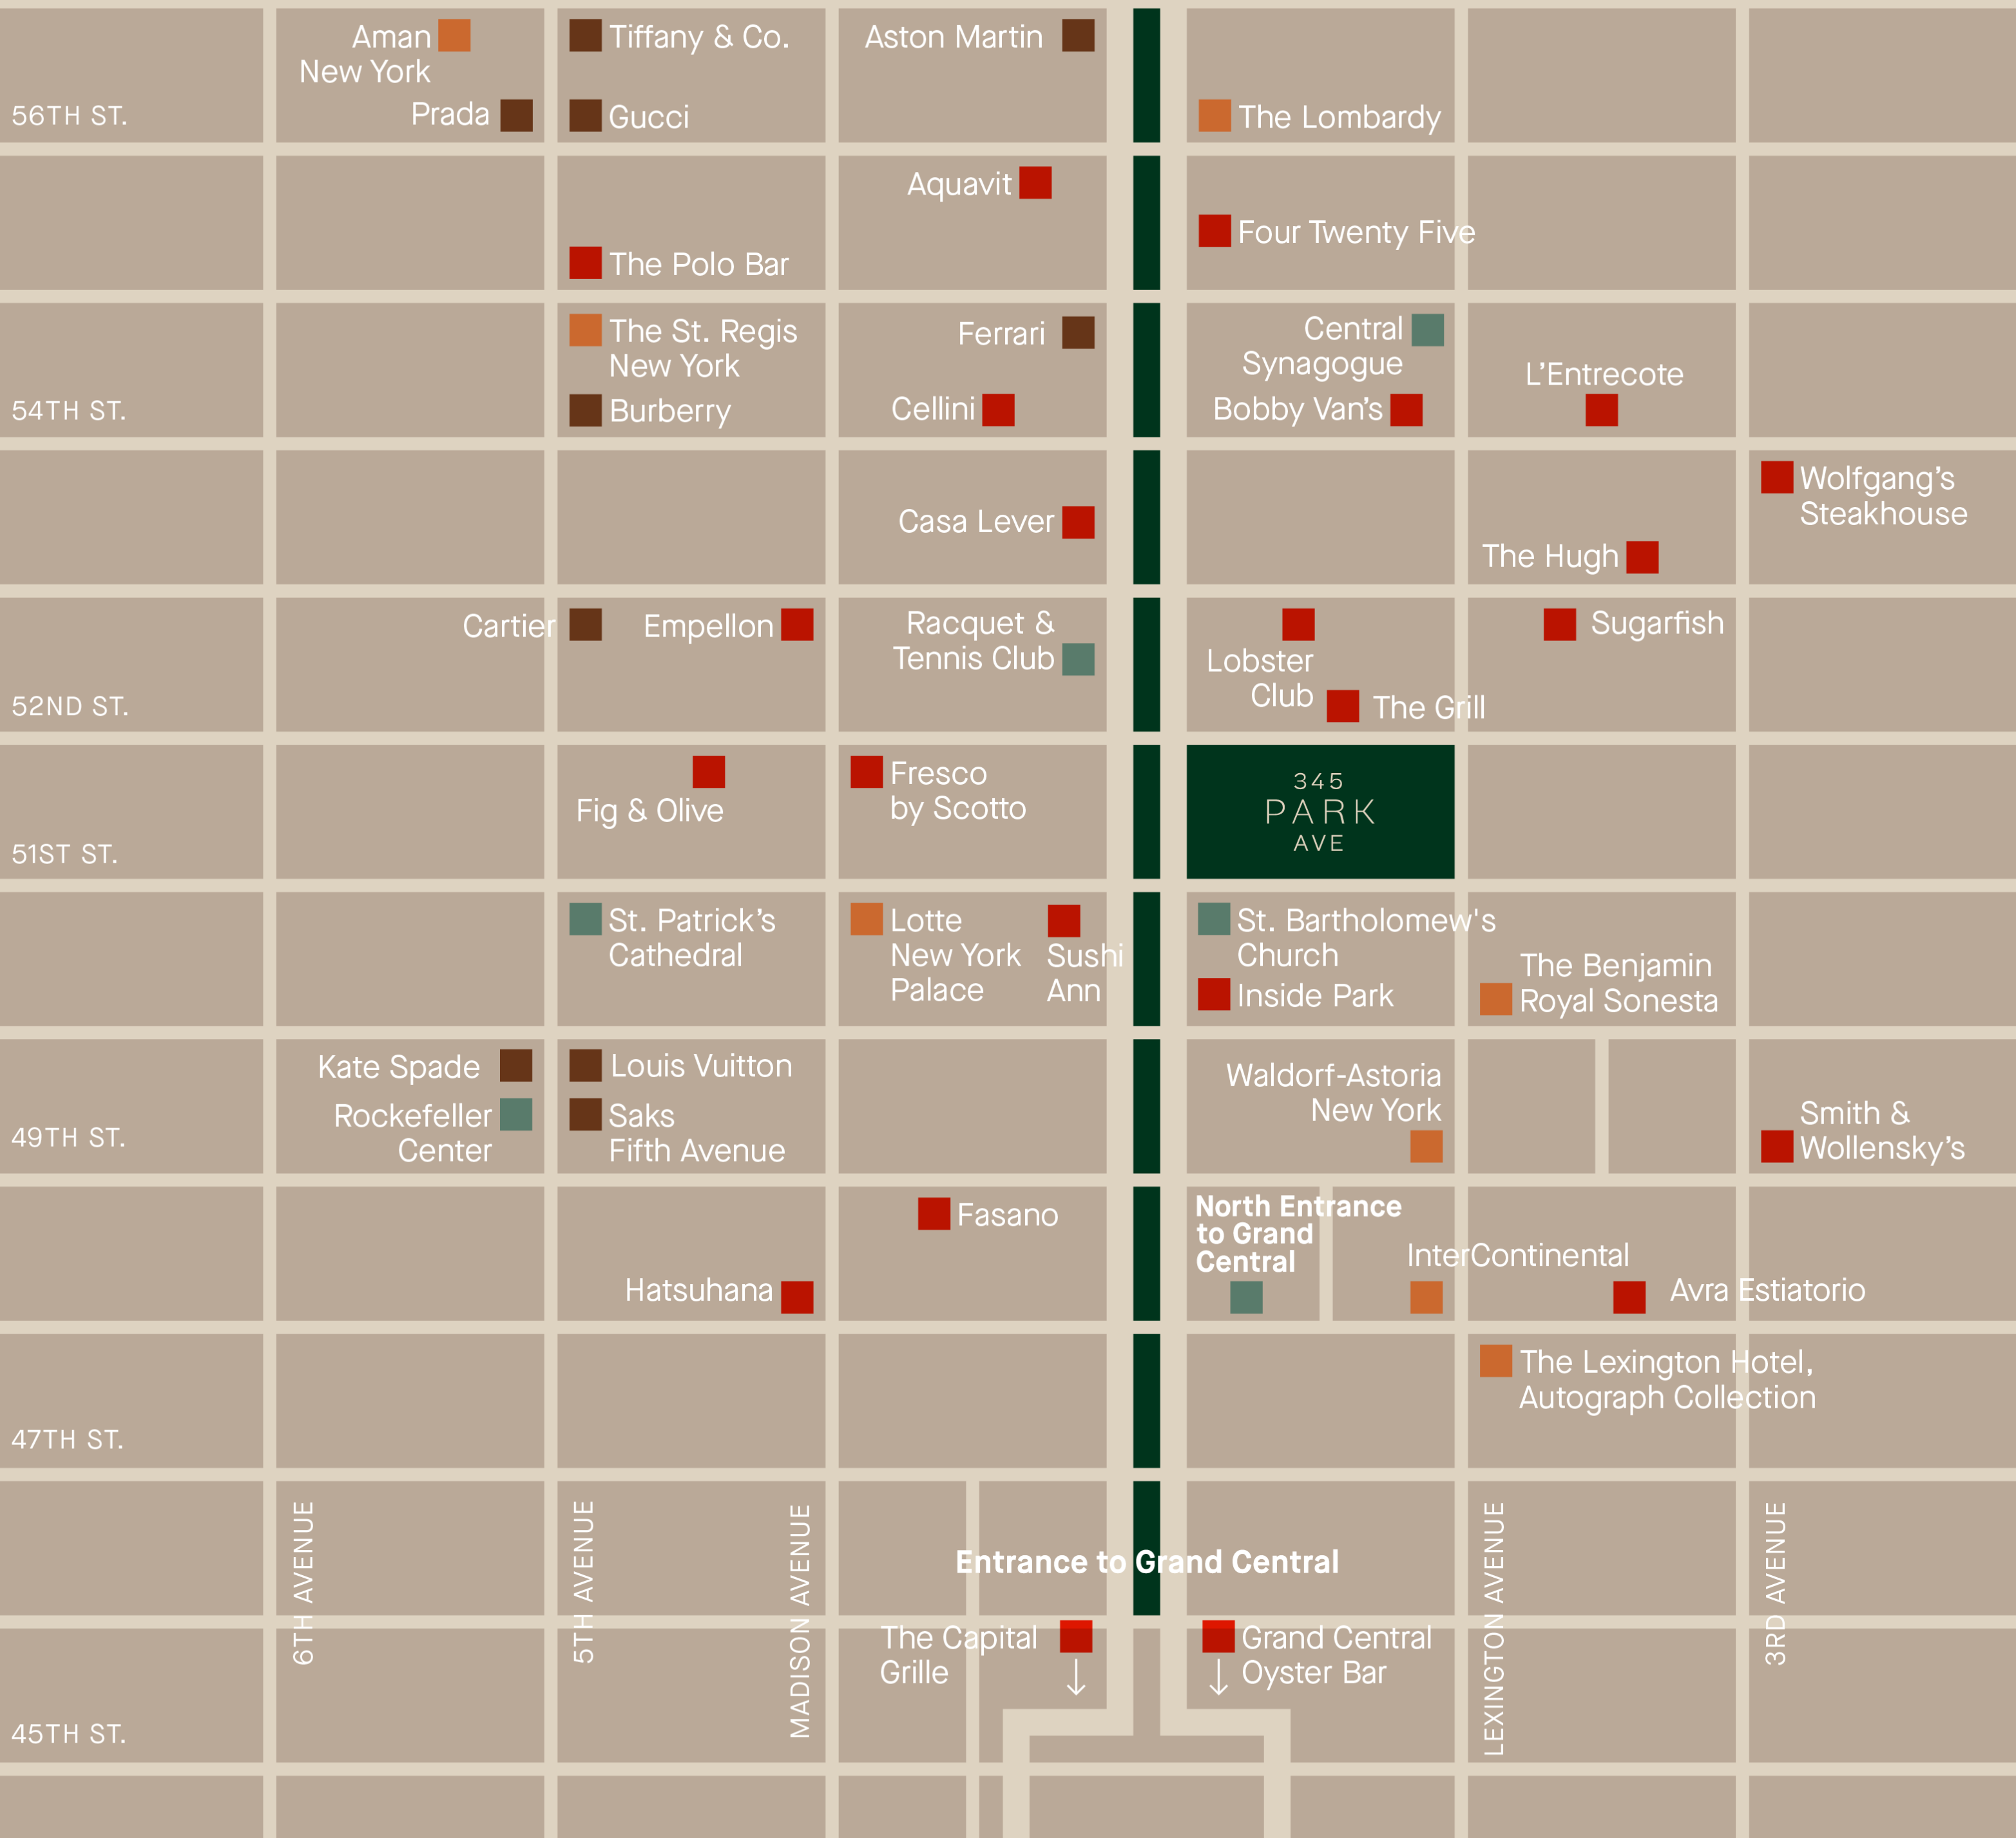 Aman
New York
Tiffany & Co.
Aston Martin
56TH ST.
Prada
Gucci
The Lombardy
Aquavit
Four Twenty Five
The Polo Bar
The St. Regis
New York
Ferrari
Central
Synagogue
L'Entrecote
54TH ST.
Burberry
Cellini
Bobby Van's
Wolfgang's
Steakhouse
Casa Lever
The Hugh
Cartier
Empellon
Racquet &
Tennis Club
Lobster
Club
Sugarfish
52ND ST.
The Grill
Fig & Olive
Fresco
by Scotto
345
PARK
AVE
51ST ST.
St. Patrick's
Cathedral
Lotte
New York
Palace
Sushi
Ann
St. Bartholomew's
Church
Inside Park
The Benjamin
Royal Sonesta
Kate Spade
Louis Vuitton
Waldorf-Astoria
New York
Rockefeller
Center
Saks
Fifth Avenue
Smith &
Wollensky's
49TH ST.
Fasano
North Entrance
to Grand
Central
InterContinental
Hatsuhana
Avra Estiatorio
The Lexington Hotel,
Autograph Collection
47TH ST.
6TH AVENUE
5TH AVENUE
MADISON AVENUE
Entrance to Grand Central
LEXINGTON AVENUE
3RD AVENUE
The Capital
Grille
Grand Central
Oyster Bar
45TH ST.